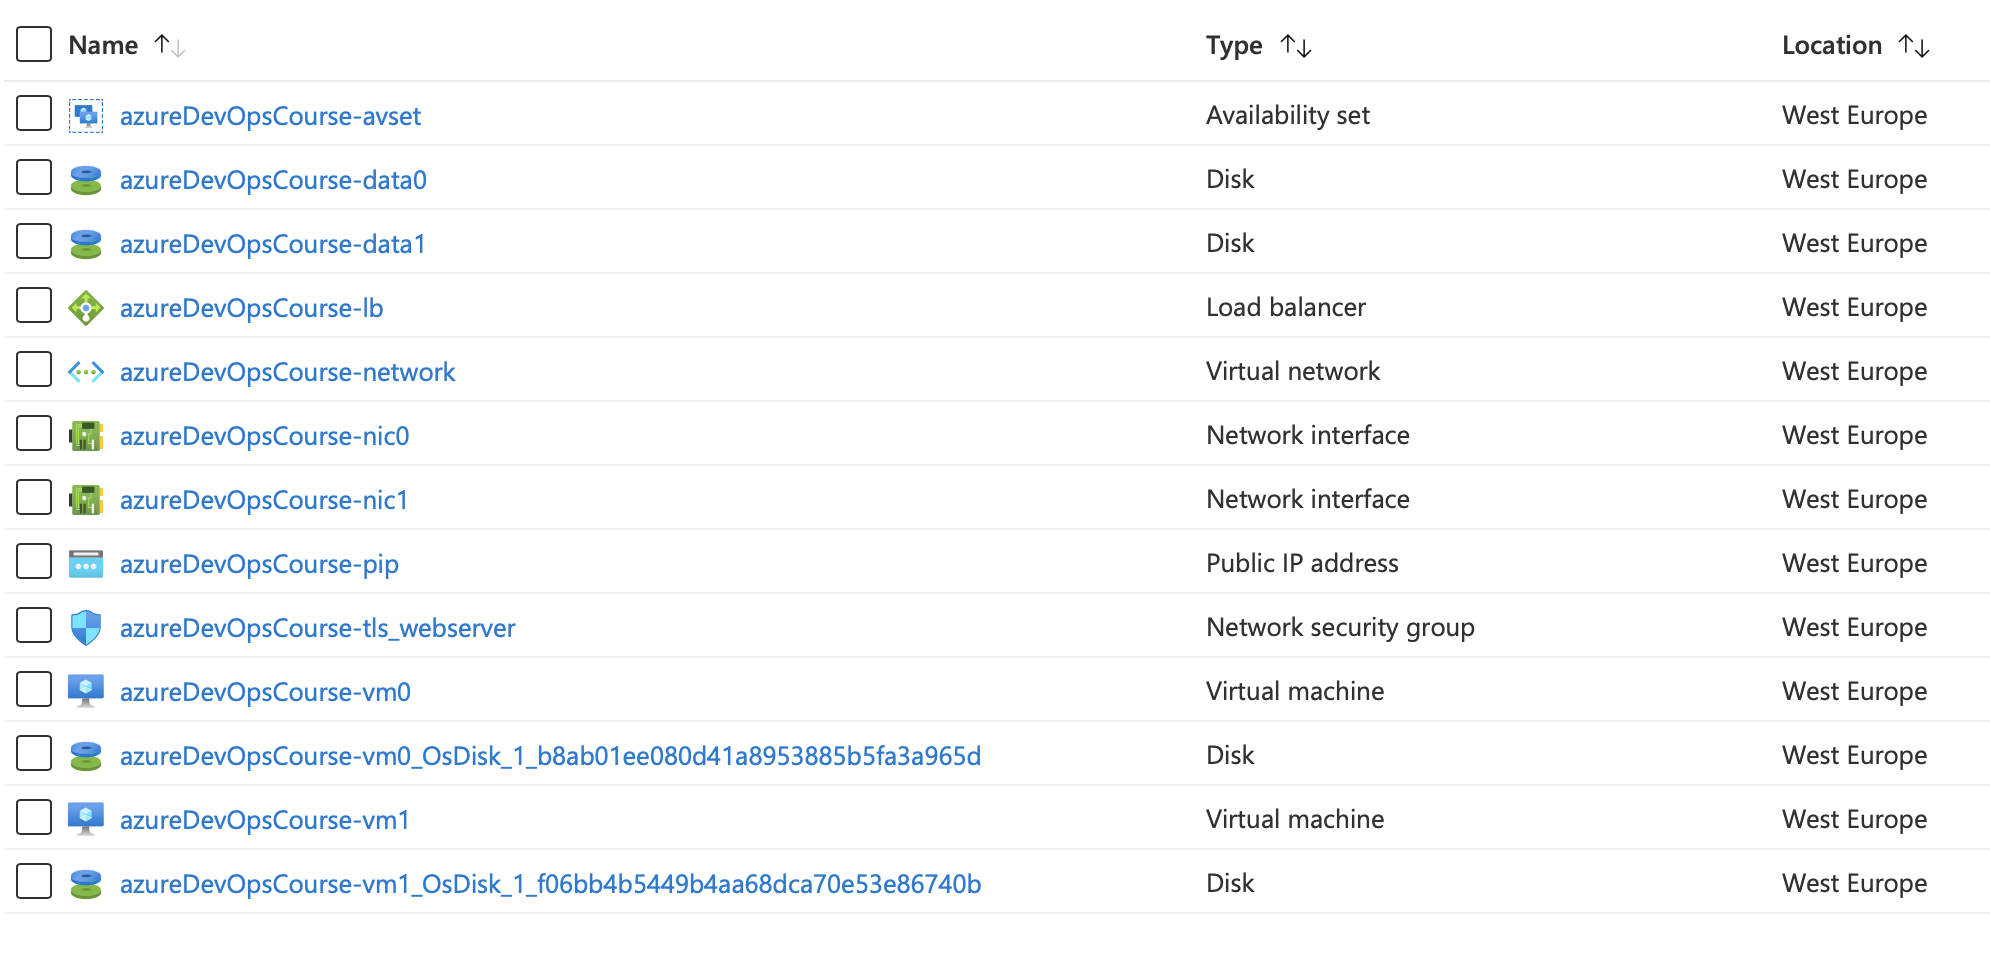 Name Type Location
azureDevOpsCourse-avset Availability set West Europe
azureDevOpsCourse-data0 Disk West Europe
azureDevOpsCourse-data1 Disk West Europe
azureDevOpsCourse-lb Load balancer West Europe
azureDevOpsCourse-network Virtual network West Europe
azureDevOpsCourse-nic0 Network interface West Europe
azureDevOpsCourse-nic1 Network interface West Europe
azureDevOpsCourse-pip Public IP address West Europe
azureDevOpsCourse-tls_webserver Network security group West Europe
azureDevOpsCourse-vm0 Virtual machine West Europe
azureDevOpsCourse-vm0_OsDisk_1_b8ab01ee080d41a8953885b5fa3a965d Disk West Europe
azureDevOpsCourse-vm1 Virtual machine West Europe
azureDevOpsCourse-vm1_OsDisk_1_f06bb4b5449b4aa68dca70e53e86740b Disk West Europe